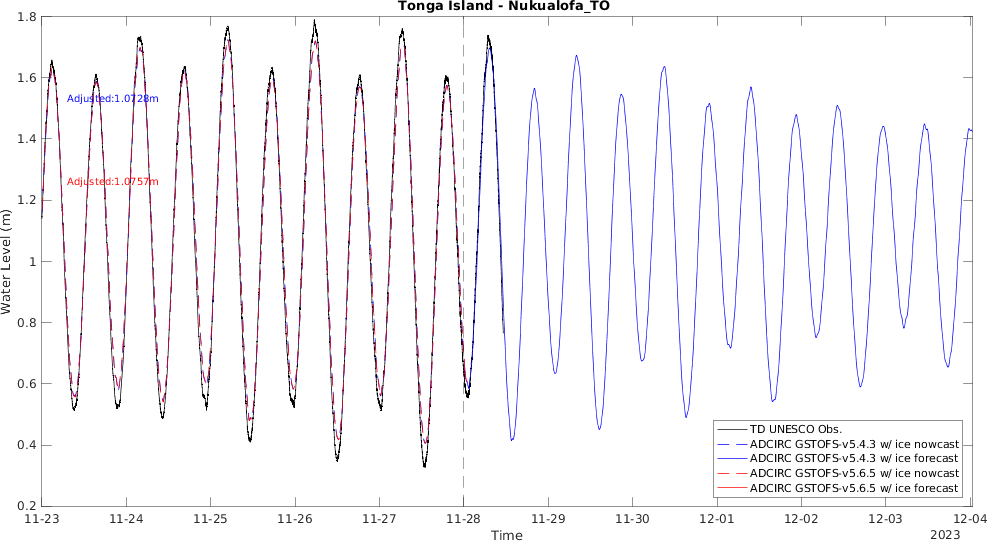 Tonga Island - Nukualofa_TO
1.8
1.6
1.4
1.2
1
0.8
0.6
0.4
0.2
Water Level (m)
Adjusted:1.0728m
Adjusted:1.0757m
TD UNESCO Obs.
ADCIRC GSTOFS-v5.4.3 w/ ice nowcast
ADCIRC GSTOFS-v5.4.3 w/ ice forecast
ADCIRC GSTOFS-v5.6.5 w/ ice nowcast
ADCIRC GSTOFS-v5.6.5 w/ ice forecast
11-23 11-24 11-25 11-26 11-27 11-28 11-29 11-30 12-01 12-02 12-03 12-04
Time
2023